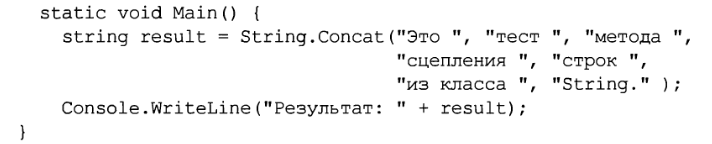 static void Main() {
string result = String.Concat("Это ", "тест ", "метода ",
"сцепления ", "строк ",
"из класса ", "String." );
Console.WriteLine("Результат: " + result);
}